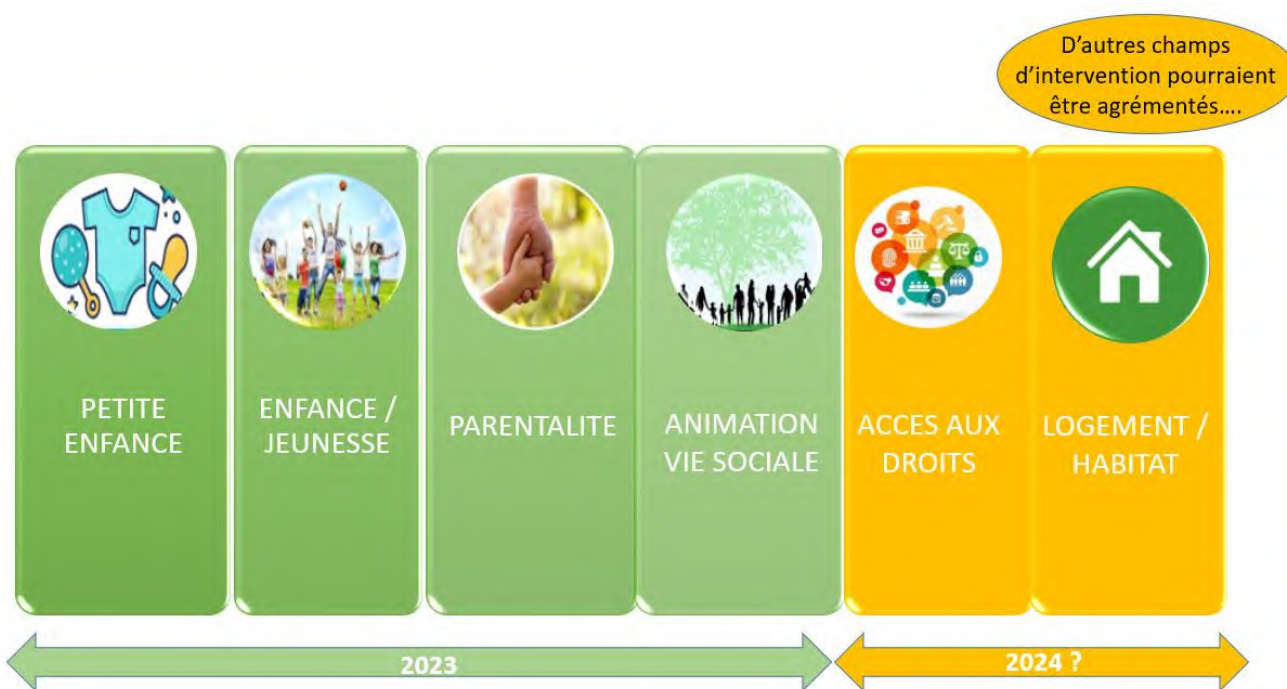 D'autres champs
d'intervention pourraient
être agrémentés....
PETITE
ENFANCE
ENFANCE /
JEUNESSE
PARENTALITE
ANIMATION
VIE SOCIALE
ACCES AUX
DROITS
LOGEMENT /
HABITAT
2023
2024 ?